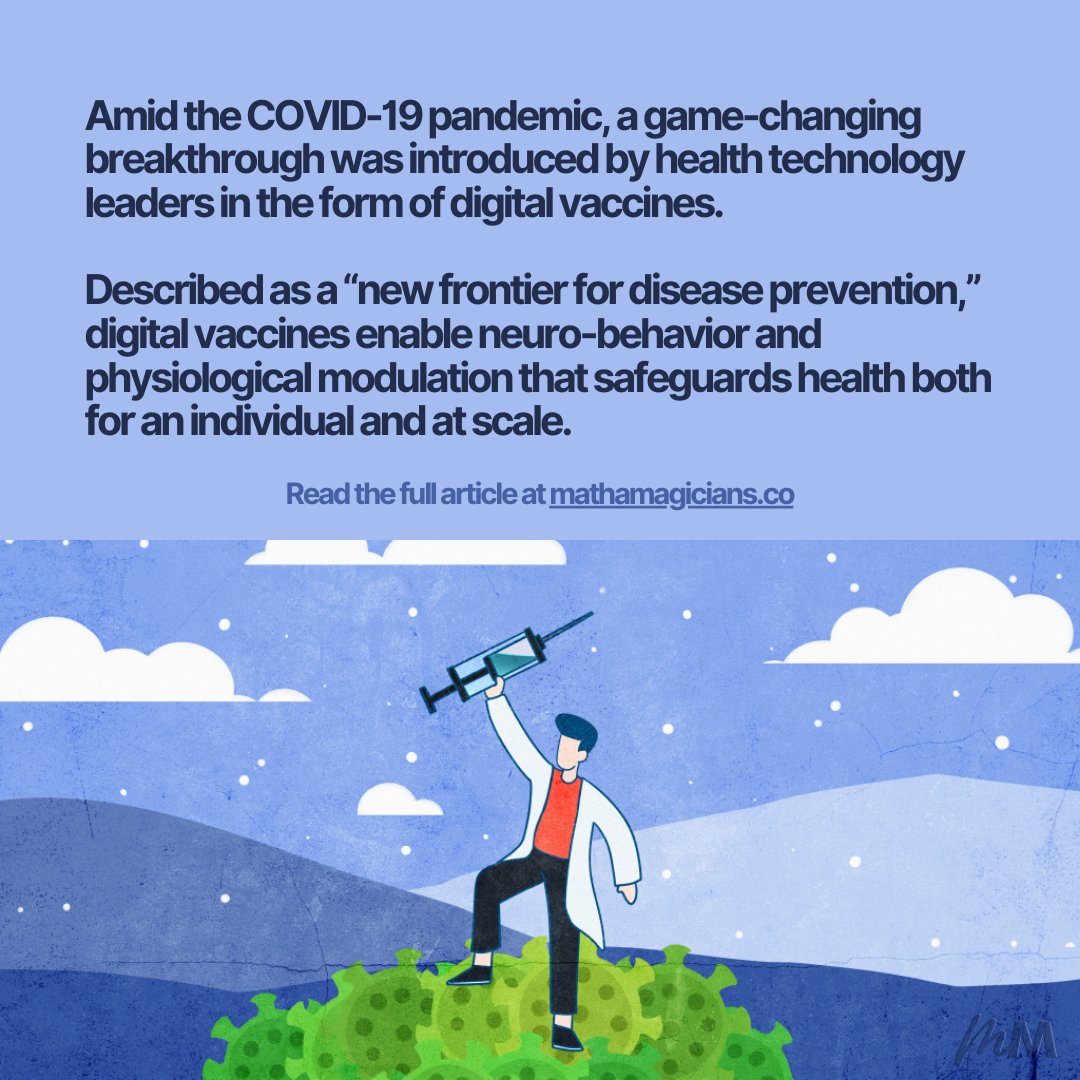 Amid the COVID-19 pandemic, a game-changing
breakthrough was introduced by health technology
leaders in the form of digital vaccines.
Described as a “new frontier for disease prevention,”
digital vaccines enable neuro-behavior and
physiological modulation that safeguards health both
for an individual and at scale.
Read the full article at mathamagicians.co
MM